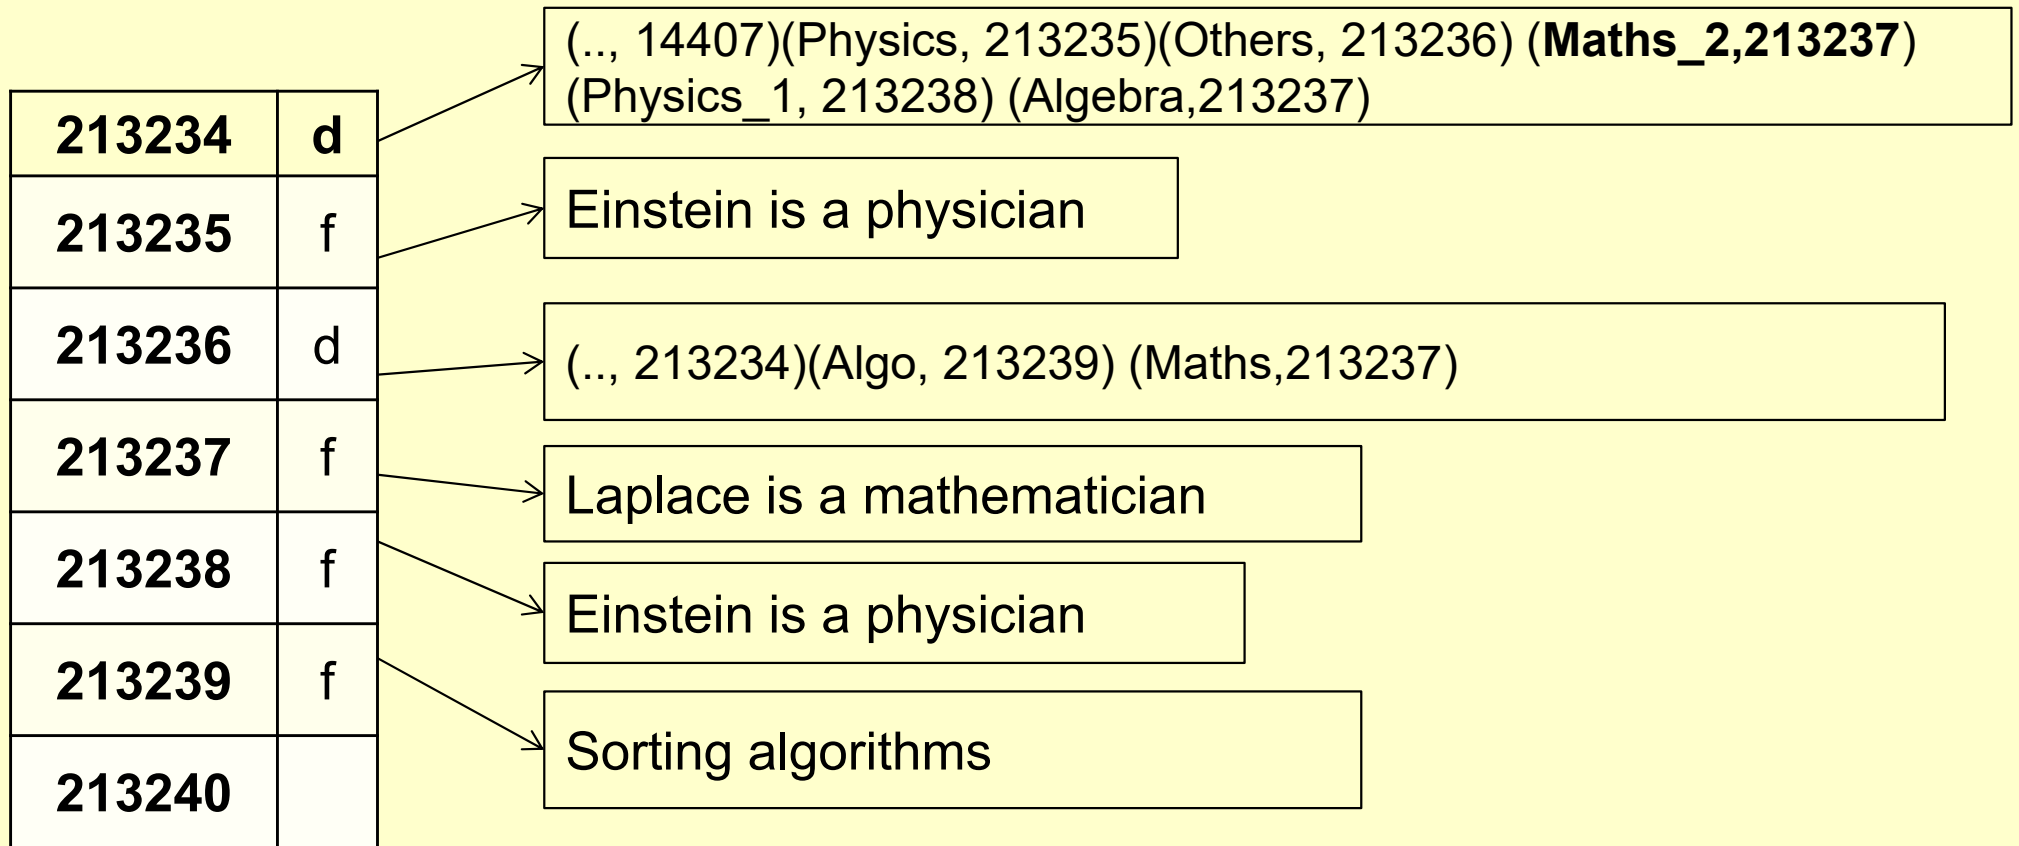 (.., 14407)(Physics, 213235)(Others, 213236) (Maths_2,213237)
(Physics_1, 213238) (Algebra,213237)
213234 d
213235 f
Einstein is a physician
213236 d
(.., 213234)(Algo, 213239) (Maths,213237)
213237 f
Laplace is a mathematician
213238 f
Einstein is a physician
213239 f
Sorting algorithms
213240